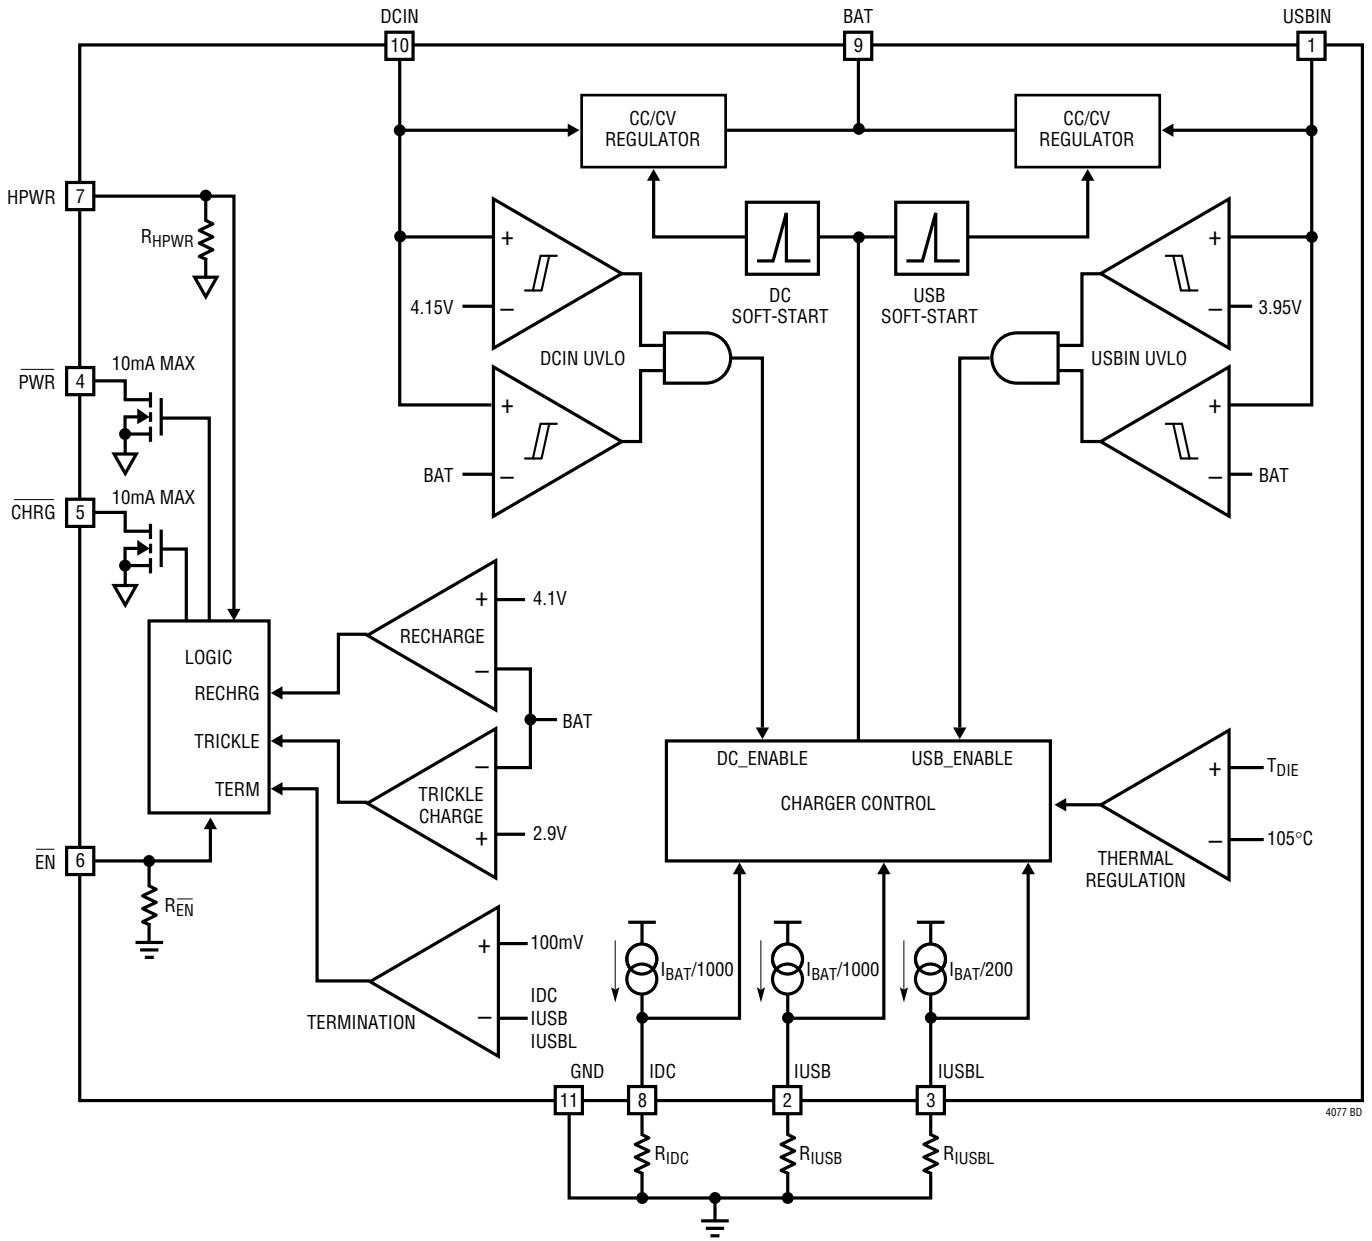 DCIN
BAT
USBIN
10
9
1
CC/CV
REGULATOR
CC/CV
REGULATOR
HPWR
7
RHPWR
+
4.15V
−
DC
SOFT-START
USB
SOFT-START
+
3.95V
−
DCIN UVLO
USBIN UVLO
PWR
4
10mA MAX
+
BAT
−
+
BAT
−
CHRG
5
10mA MAX
+
4.1V
RECHARGE
−
LOGIC
RECHRG
TRICKLE
TERM
BAT
−
TRICKLE
CHARGE
+
2.9V
DC_ENABLE
USB_ENABLE
CHARGER CONTROL
+
TDIE
−
105°C
THERMAL
REGULATION
EN
6
REN
+
100mV
−
IDC
IUSB
IUSBL
TERMINATION
IBAT/1000
IBAT/1000
IBAT/200
GND
IDC
IUSB
IUSBL
11
8
2
3
4077 BD
RIDC
RIUSB
RIUSBL